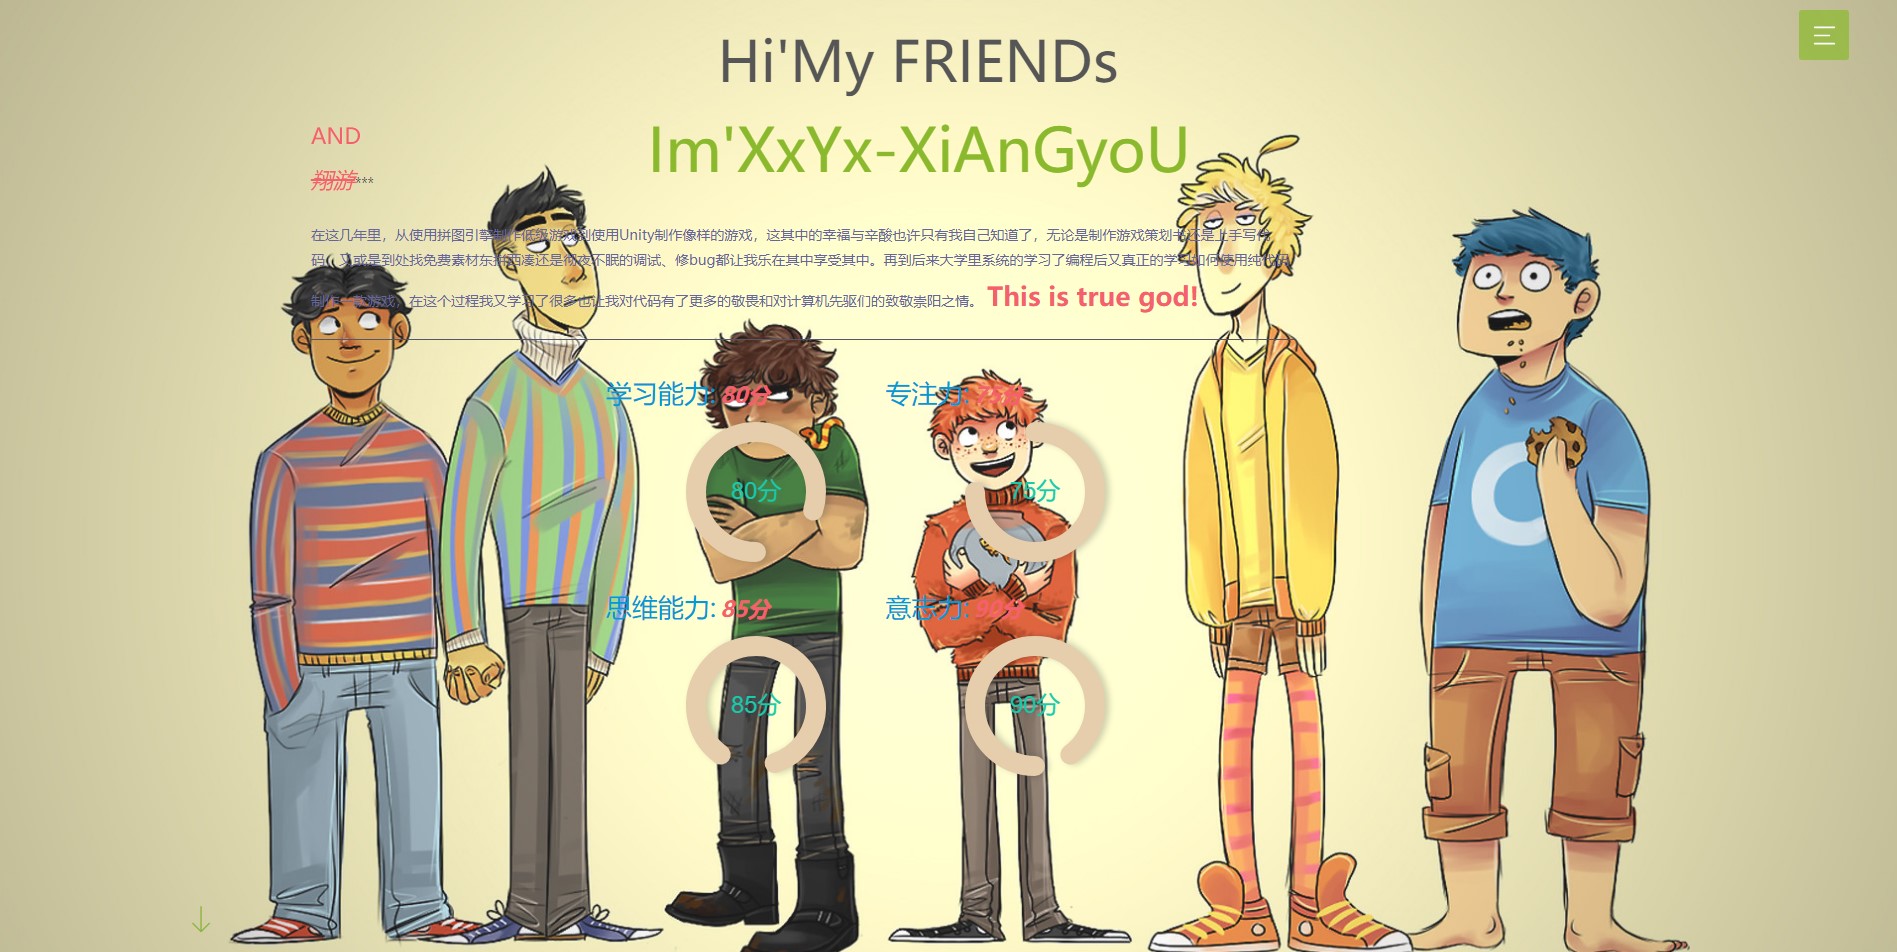 Hi'My FRIENDs
Im'XxYx-XiAnGyoU
AND
翔游***
在这几年里，从使用拼图引擎制作低级游戏到使用Unity制作像样的游戏，这其中的幸福与辛酸也许只有我自己知道了，无论是制作游戏策划书还是上手写代
码，又或是到处找免费素材东拼西凑还是彻夜不眠的调试、修bug都让我乐在其中享受其中。再到后来大学里系统的学习了编程后又真正的学习如何使用纯代码
制作一款游戏，在这个过程我又学习了很多也让我对代码有了更多的敬畏和对计算机先驱们的致敬崇阳之情。 This is true god!
学习能力: 80分 专注力: 75分
80分 75分
思维能力: 85分 意志力: 90分
85分 90分